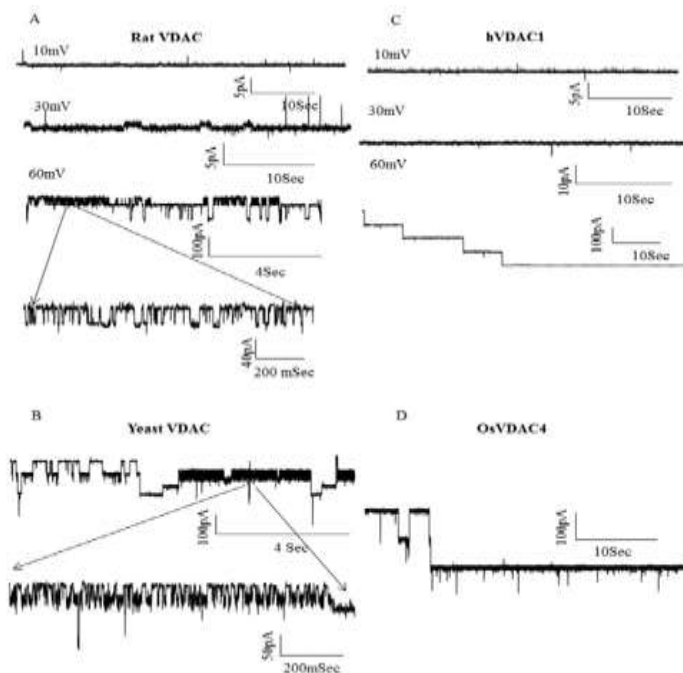 A
Rat VDAC
10mV
5pA
10Sec
30mV
5pA
10Sec
60mV
100pA
4Sec
40pA
200 mSec
B
Yeast VDAC
100pA
4 Sec
50pA
200mSec
C
hVDAC1
10mV
5pA
10Sec
30mV
10pA
10Sec
60mV
100pA
10Sec
D
OsVDAC4
100pA
10Sec